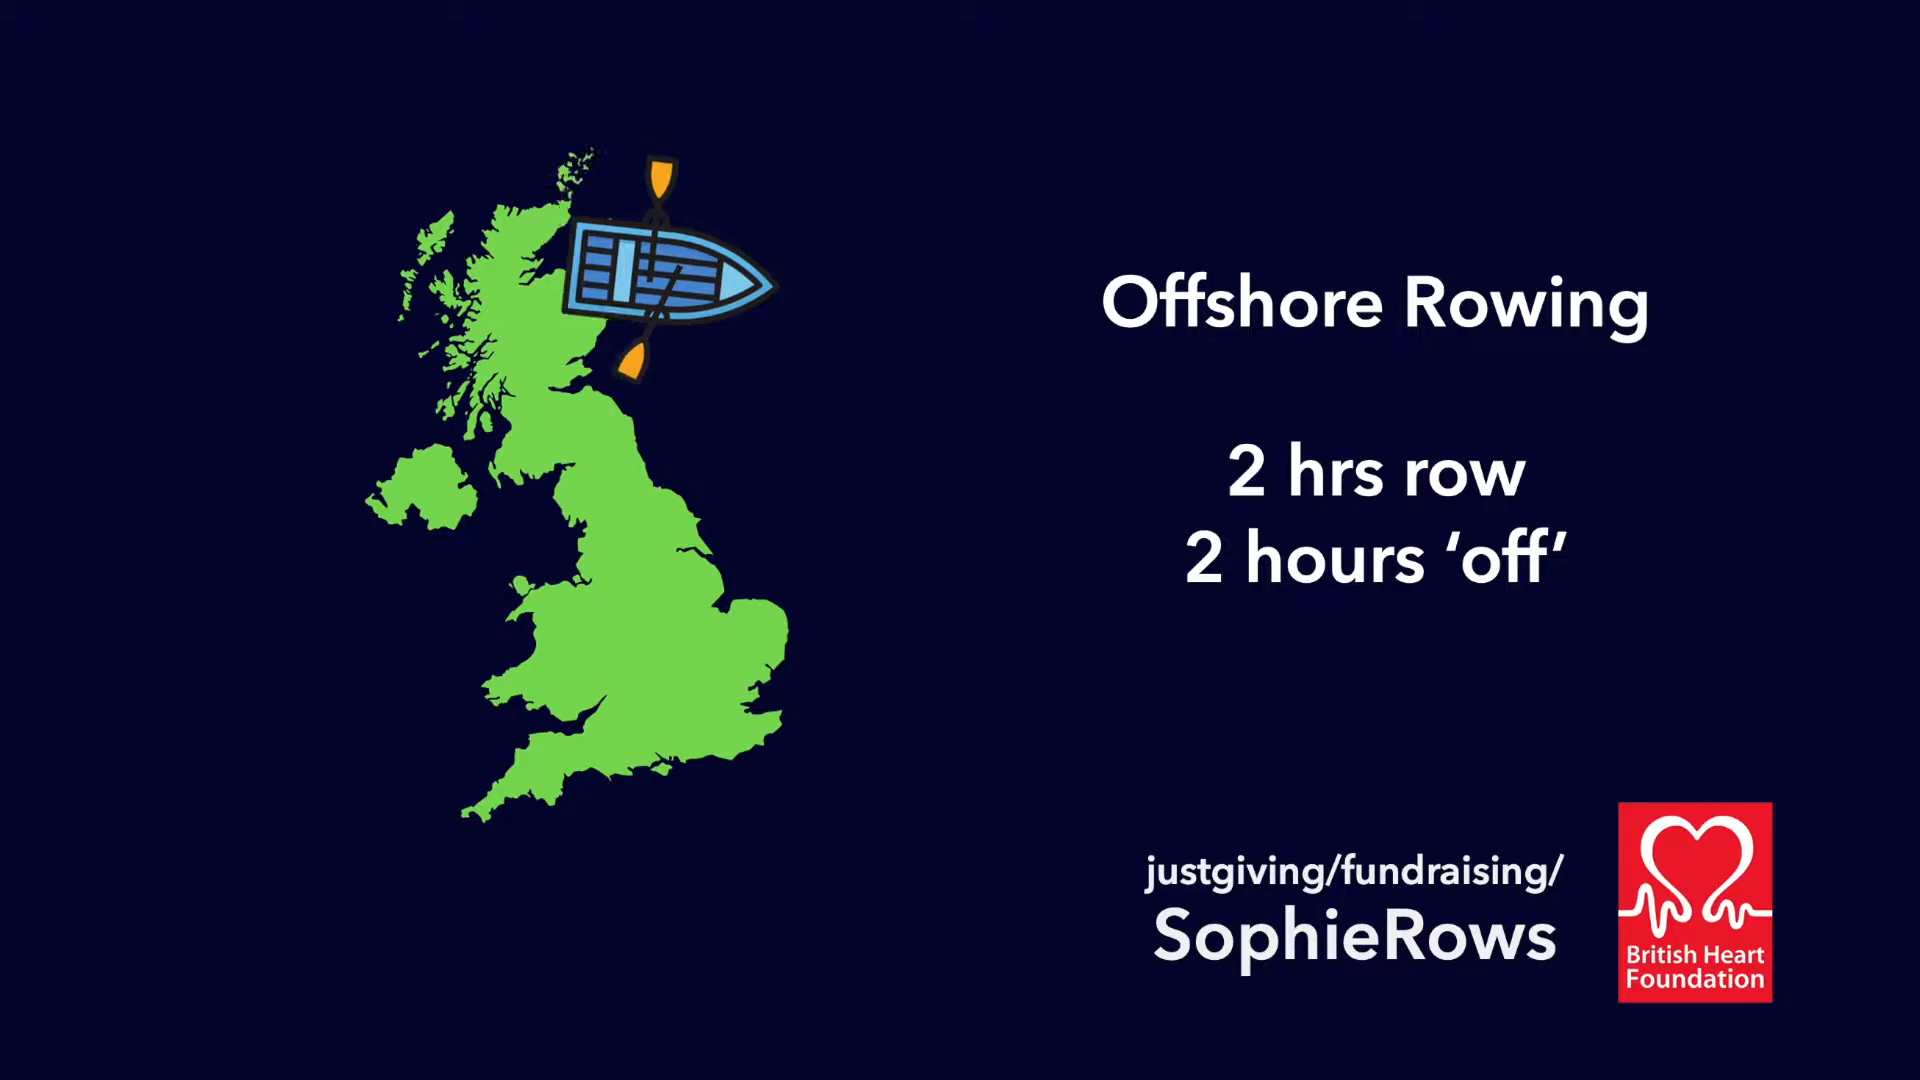 Offshore Rowing
2 hrs row
2 hours ‘off’
justgiving/fundraising/
SophieRows
British Heart
Foundation